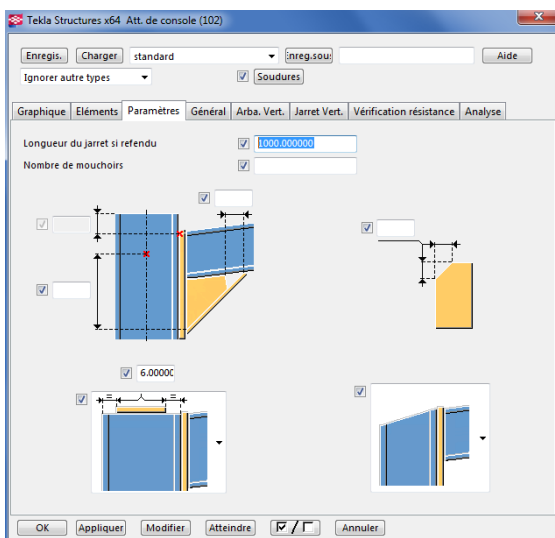 Tekla Structures x64 Att. de console (102)
Enregis. Charger standard Enreg.sou: Aide
Ignorer autre types Soudures
Graphique Eléments Paramètres Général Arba. Vert. Jarret Vert. Vérification résistance Analyse
Longueur du jarret si refendu 1000.000000
Nombre de mouchoirs
6.0000C
= =
OK Appliquer Modifier Atteindre / Annuler